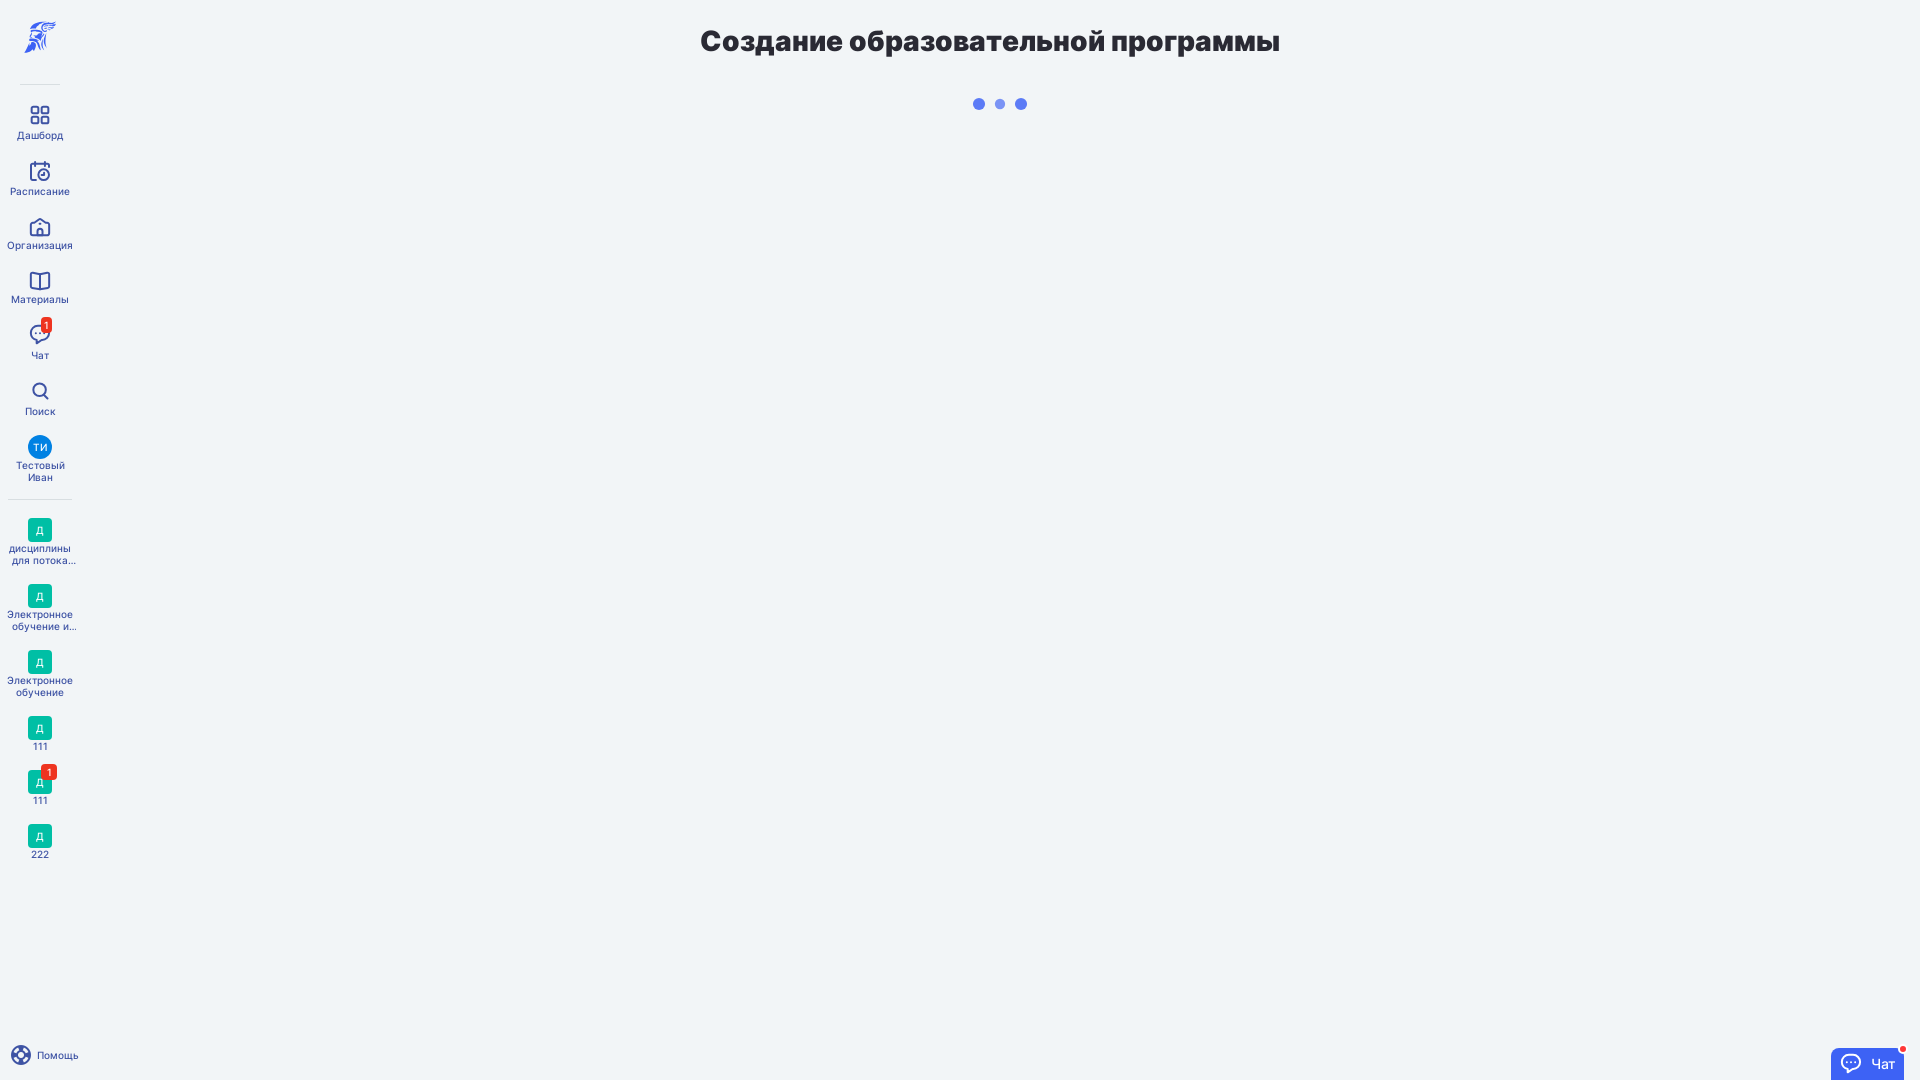 Создание образовательной программы
Дашборд
Расписание
Организация
Материалы
1
Чат
Поиск
ТИ
Тестовый
Иван
Д
дисциплины
для потока...
Д
Электронное
обучение и...
Д
Электронное
обучение
Д
111
Д
1
111
Д
222
Помощь
Чат